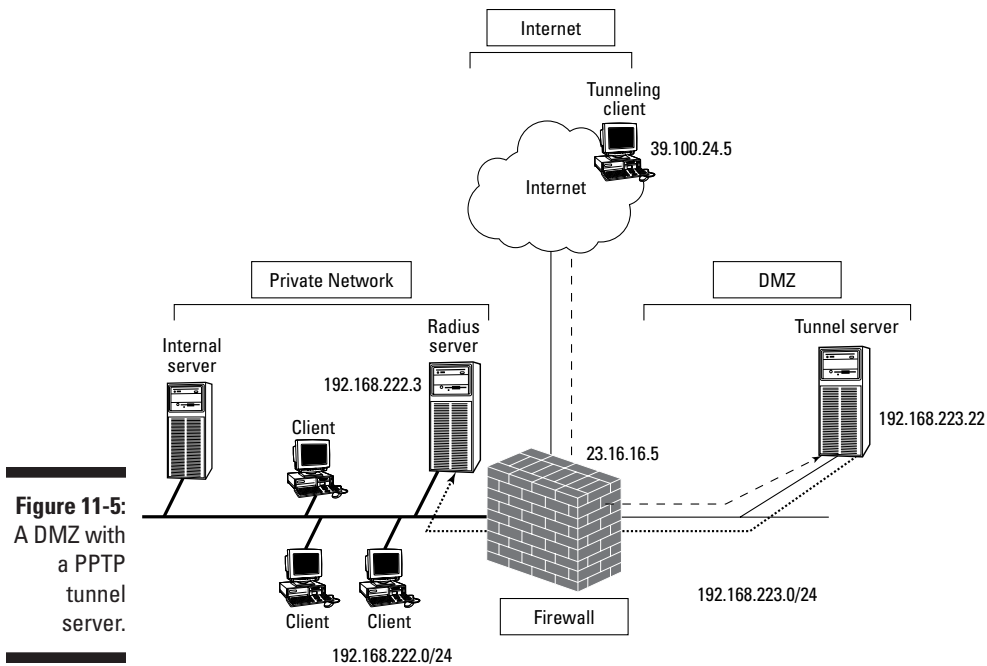 Internet
Tunneling
client
39.100.24.5
Internet
Private Network
DMZ
Internal
server
Radius
server
192.168.222.3
Tunnel server
192.168.223.22
Client
23.16.16.5
Figure 11-5:
A DMZ with
a PPTP
tunnel
server.
Client
Client
192.168.222.0/24
Firewall
192.168.223.0/24